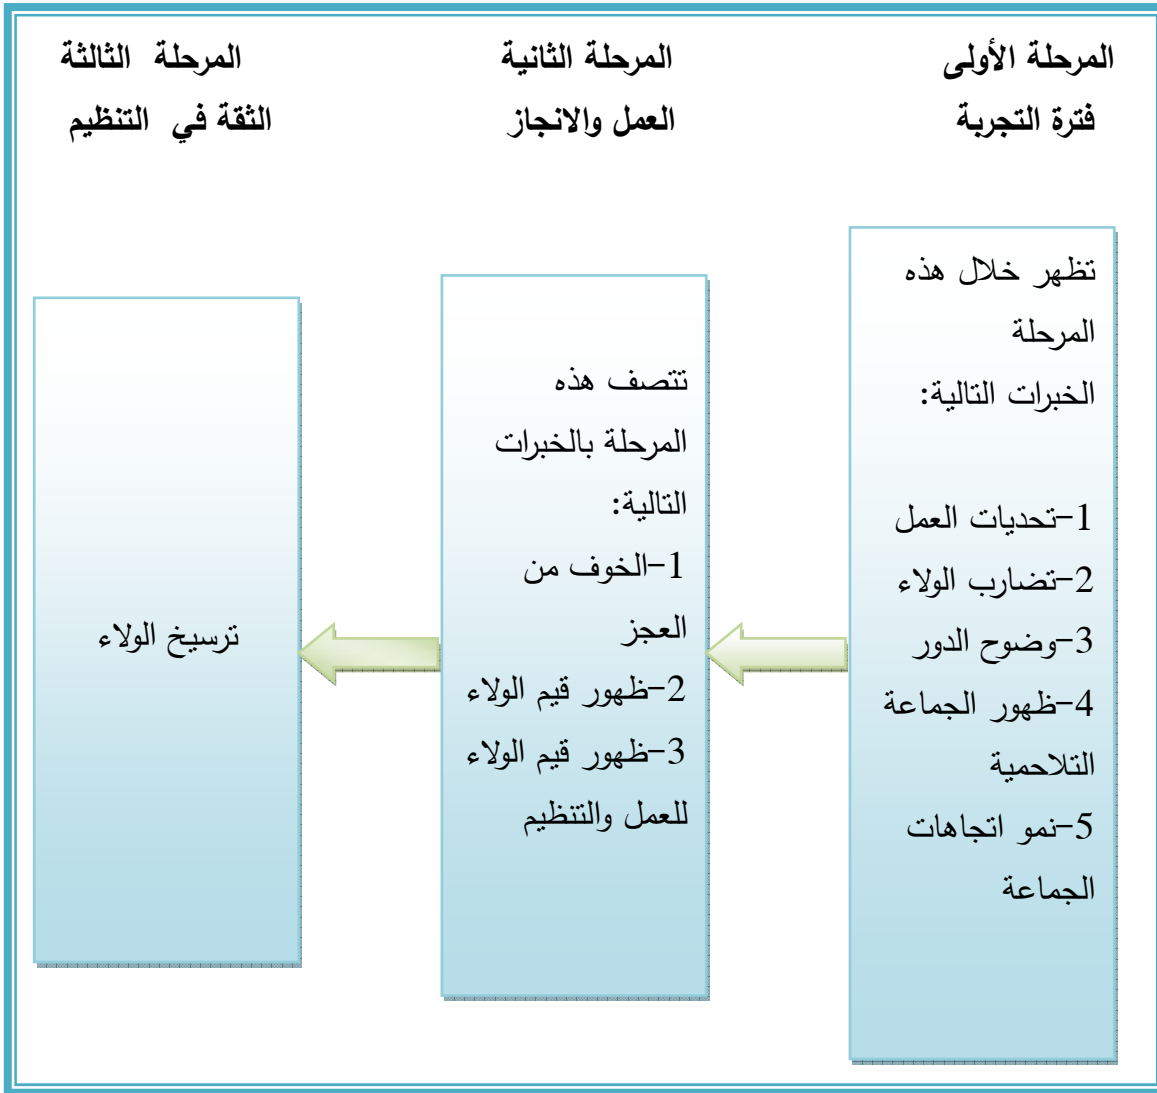 المرحلة الأولى
فترة التجربة
تظهر خلال هذه
المرحلة
الخبرات التالية:
1-تحديات العمل
2-تضارب الولاء
3-وضوح الدور
4-ظهور الجماعة
التلاحمية
5-نمو اتجاهات
الجماعة
المرحلة الثانية
العمل والانجاز
تتصف هذه
المرحلة بالخبرات
التالية:
1-الخوف من
العجز
2-ظهور قيم الولاء
3-ظهور قيم الولاء
للعمل والتنظيم
المرحلة الثالثة
الثقة في التنظيم
ترسيخ الولاء